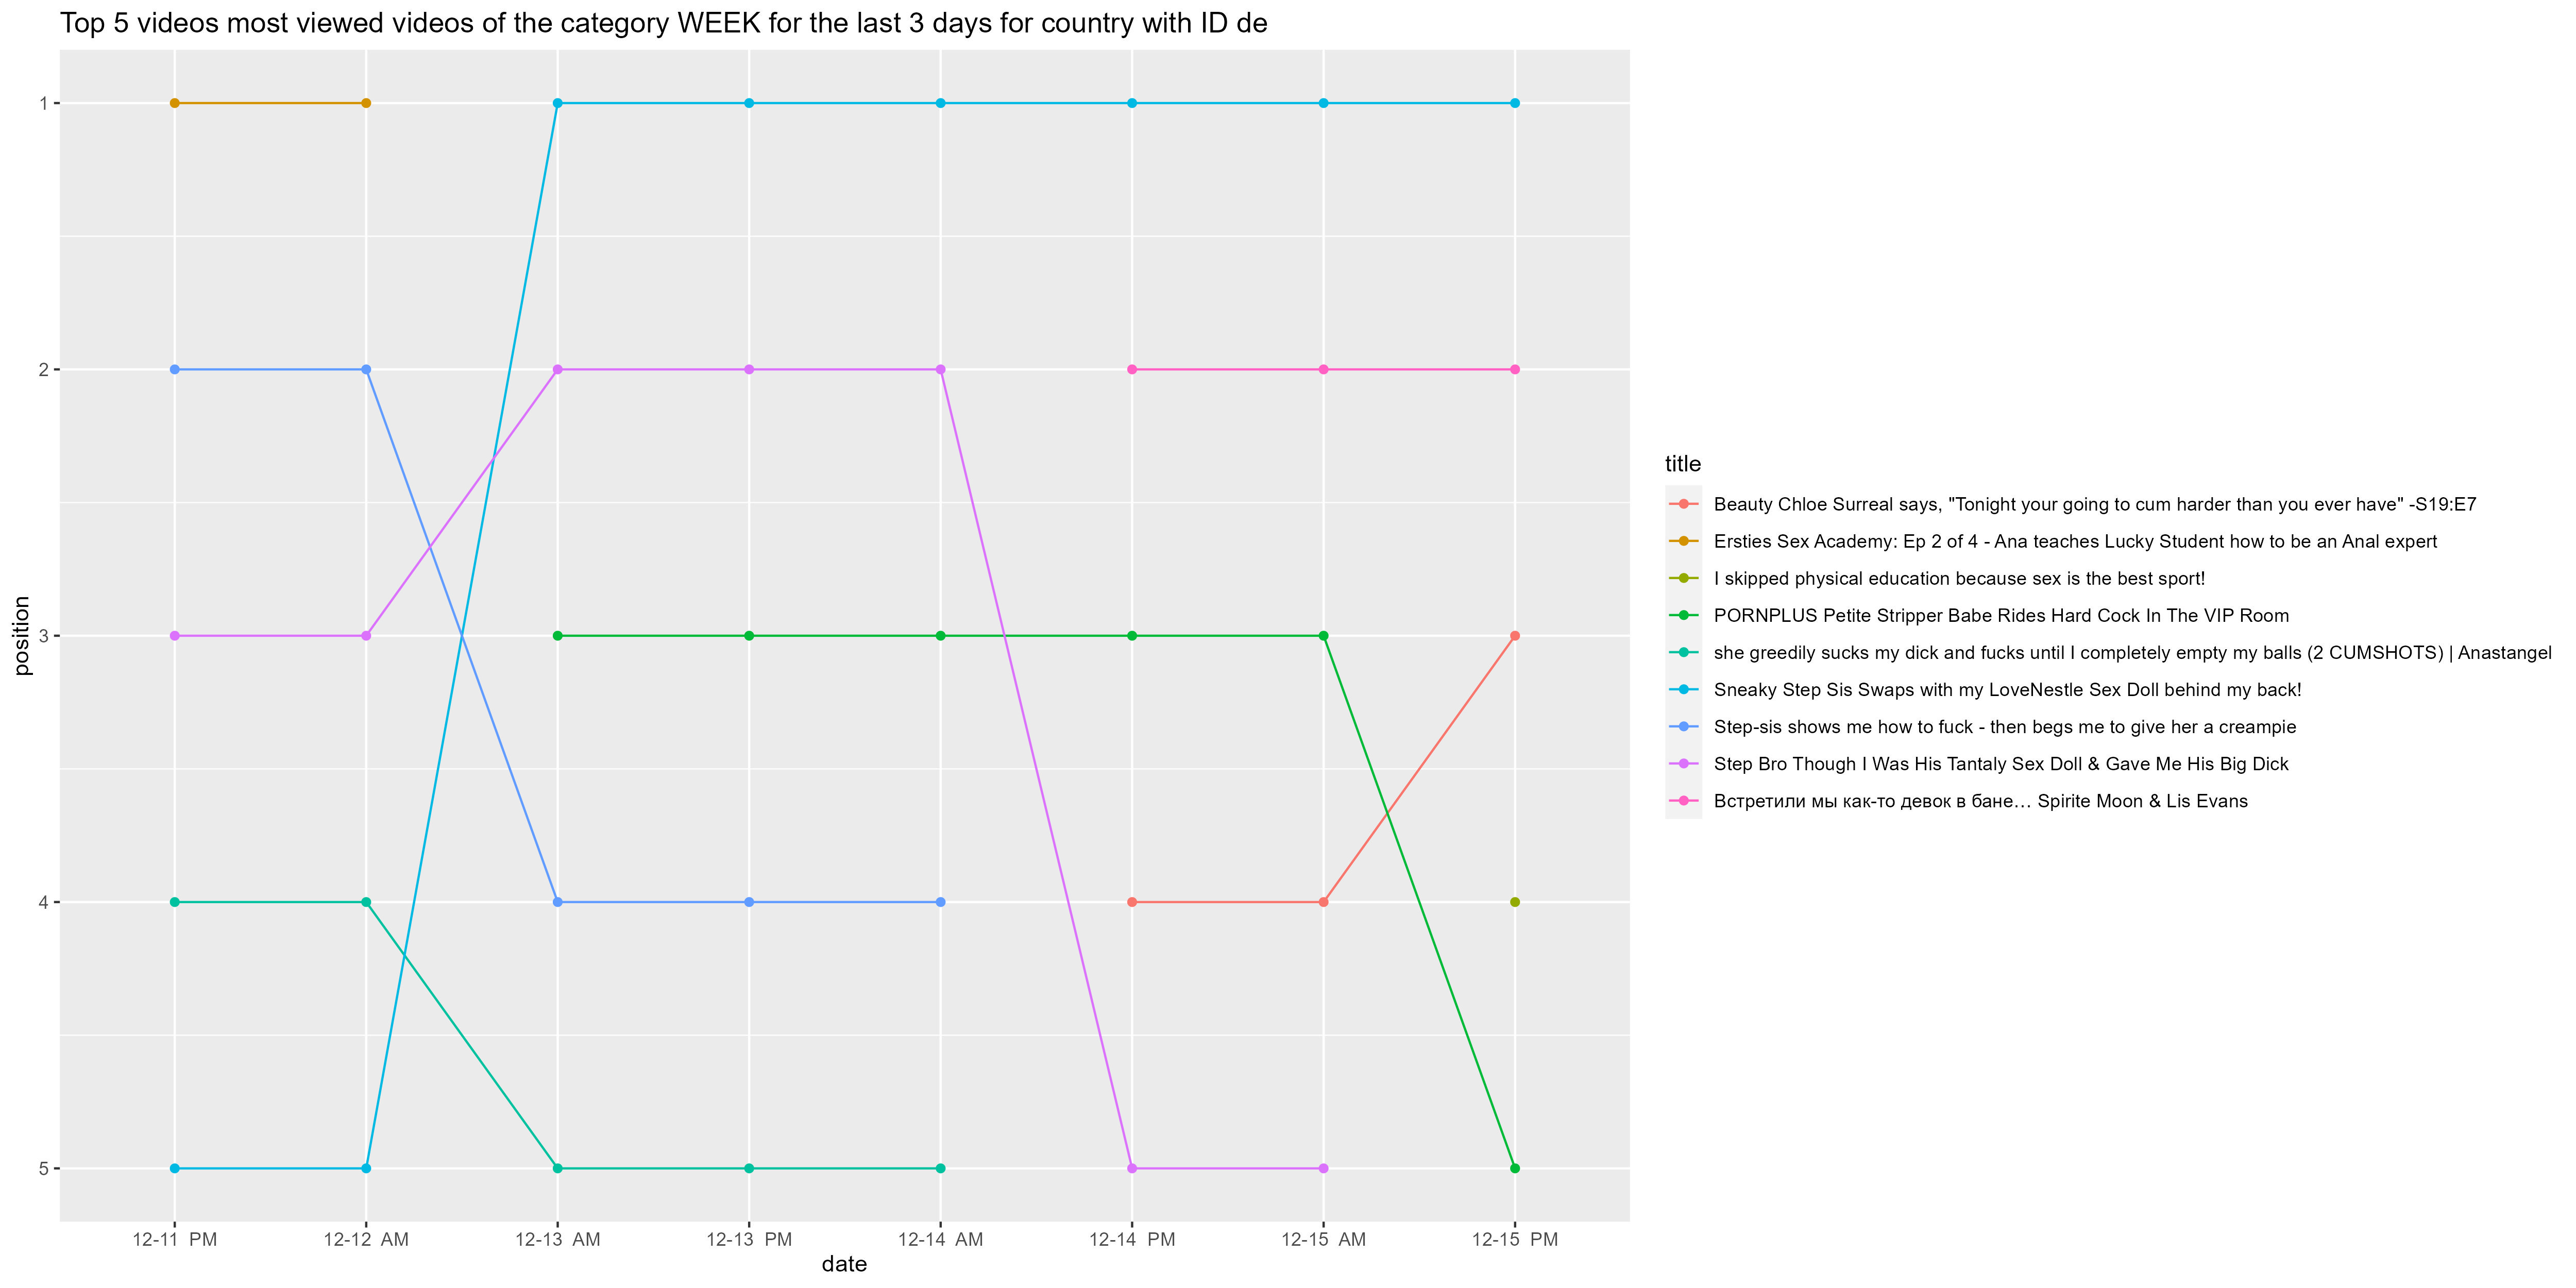 Top 5 videos most viewed videos of the category WEEK for the last 3 days for country with ID de
1
2
3
4
5
position
12-11 PM
12-12 AM
12-13 AM
12-13 PM
12-14 AM
12-14 PM
12-15 AM
12-15 PM
date
title
Beauty Chloe Surreal says, "Tonight your going to cum harder than you ever have" -S19:E7
Ersties Sex Academy: Ep 2 of 4 - Ana teaches Lucky Student how to be an Anal expert
I skipped physical education because sex is the best sport!
PORNPLUS Petite Stripper Babe Rides Hard Cock In The VIP Room
she greedily sucks my dick and fucks until I completely empty my balls (2 CUMSHOTS) | Anastangel
Sneaky Step Sis Swaps with my LoveNestle Sex Doll behind my back!
Step-sis shows me how to fuck - then begs me to give her a creampie
Step Bro Though I Was His Tantaly Sex Doll & Gave Me His Big Dick
Встретили мы как-то девок в бане… Spirite Moon & Lis Evans